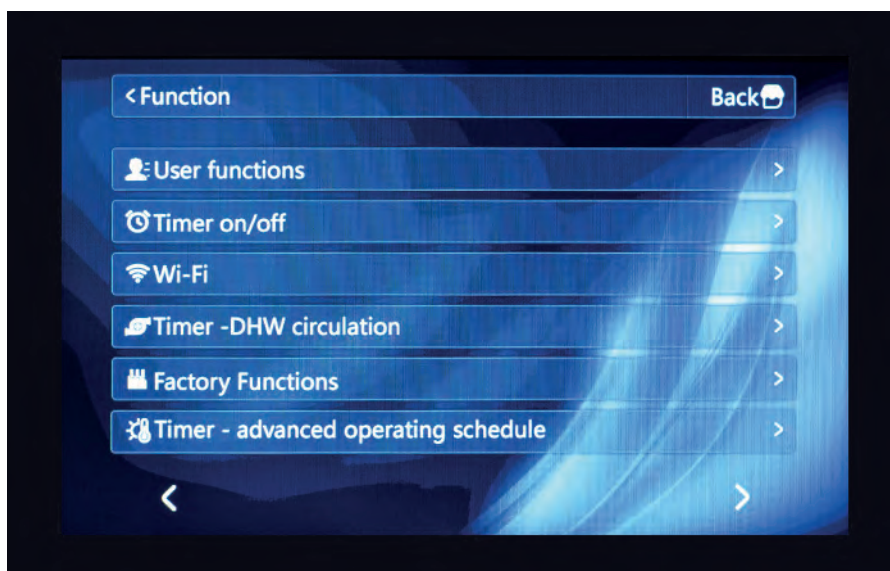 <Function Back
User functions
Timer on/off
Wi-Fi
Timer -DHW circulation
Factory Functions
Timer - advanced operating schedule